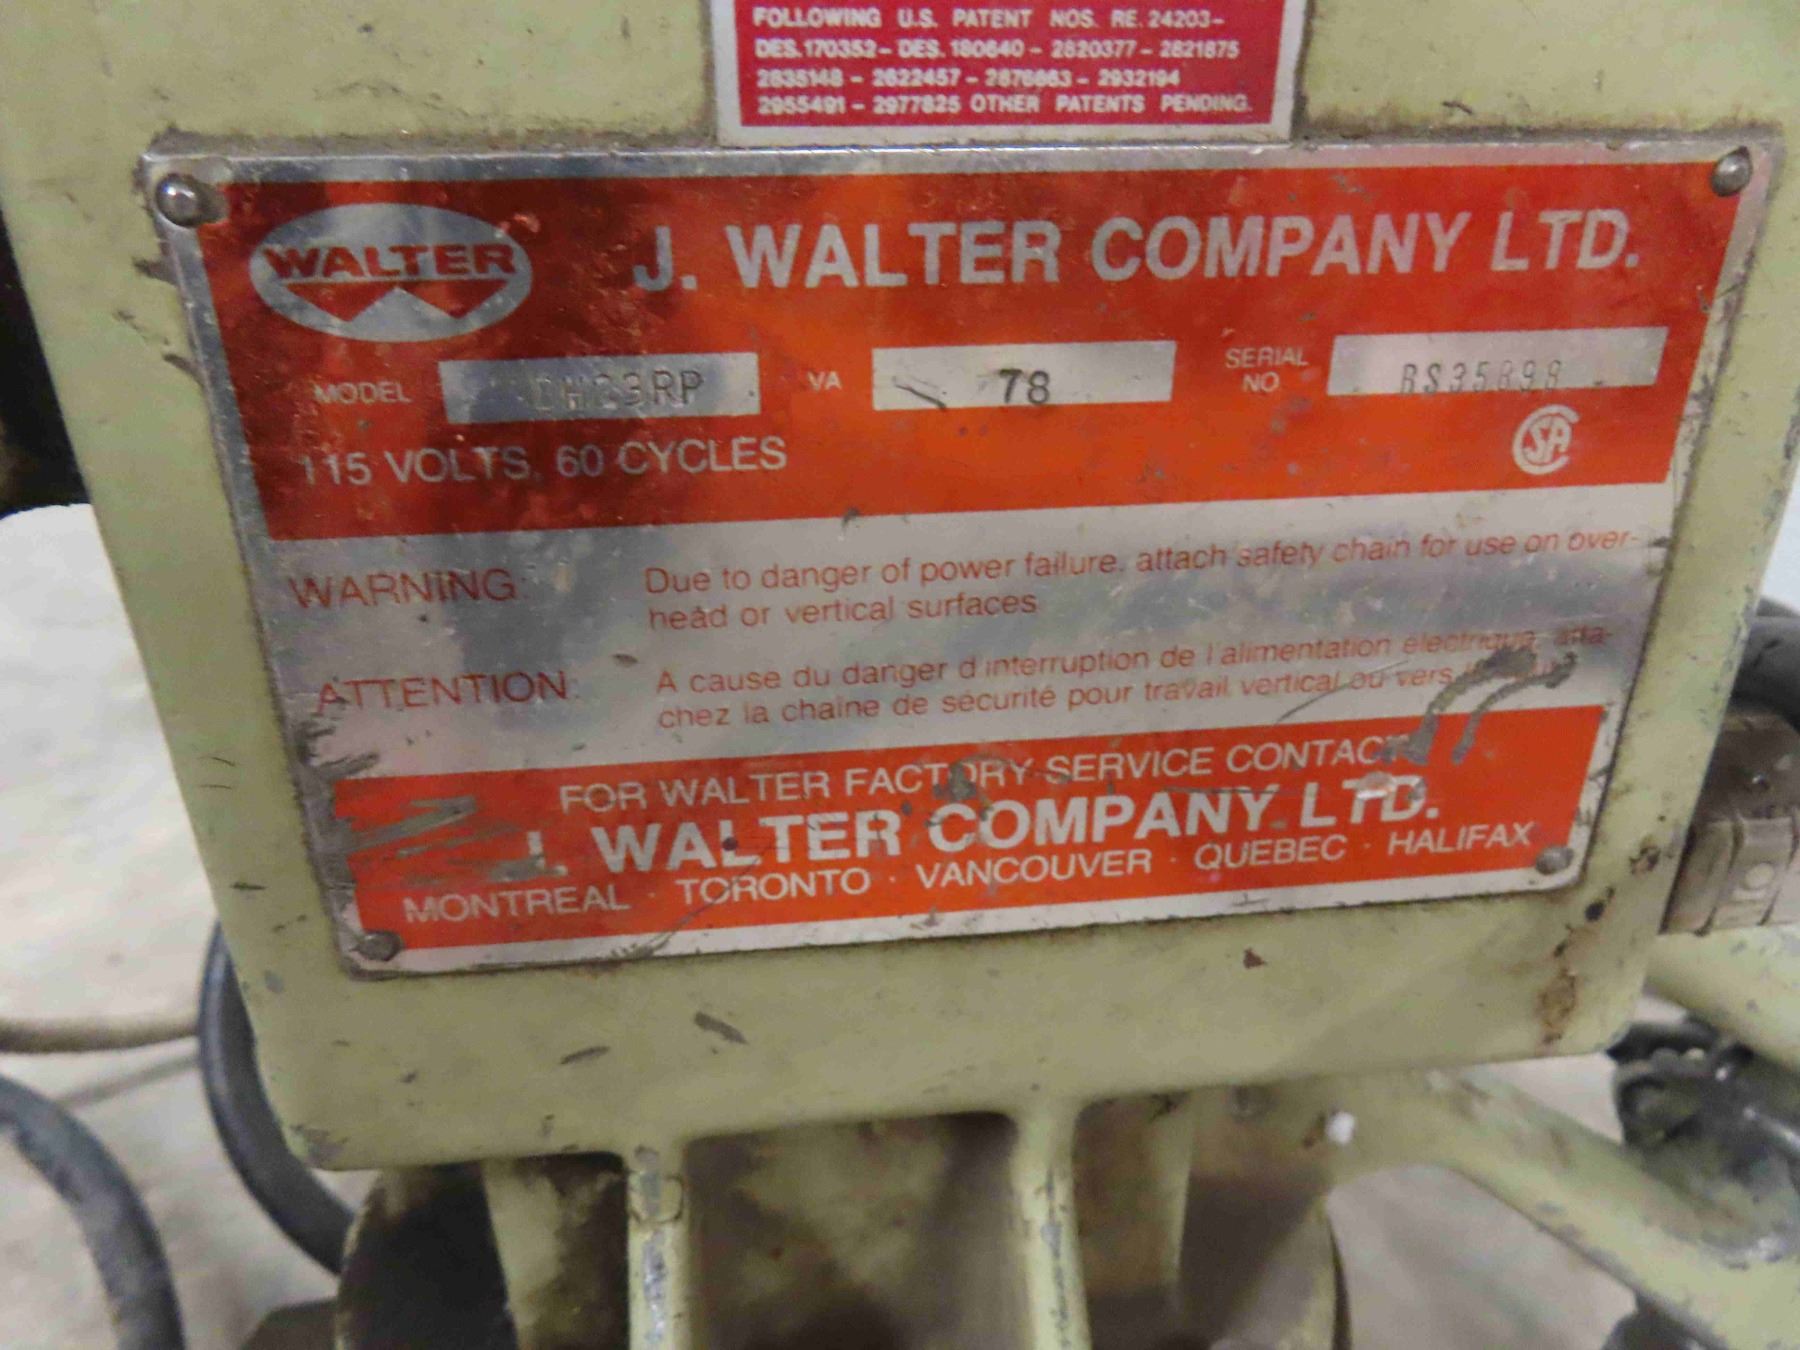 FOLLOWING U.S. PATENT NOS. RE. 24203-
DES. 170352 - DES. 180640 - 2820377 - 2821875
2835148 - 2622457 - 2876663 - 2932194
2955491 - 2977825 OTHER PATENTS PENDING.
WALTER
J. WALTER COMPANY LTD.
MODEL
VA 78
SERIAL NO BS35898
115 VOLTS, 60 CYCLES
CSA
WARNING: Due to danger of power failure. attach safety chain for use on over-
head or vertical surfaces
ATTENTION: A cause du danger d'interruption de l'alimentation electrique, atta-
chez la chaîne de sécurité pour travail vertical ou vers
FOR WALTER FACTORY SERVICE CONTACT
J. WALTER COMPANY LTD.
MONTREAL · TORONTO · VANCOUVER · QUEBEC · HALIFAX